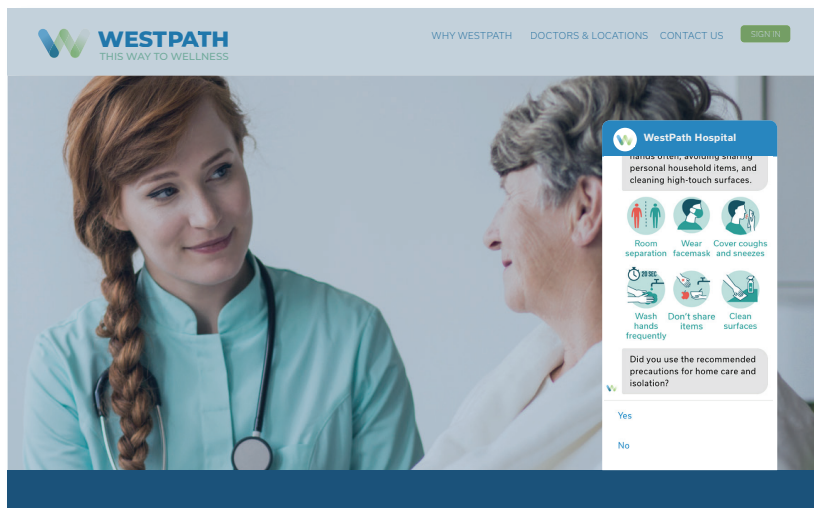 WESTPATH
THIS WAY TO WELLNESS
WHY WESTPATH
DOCTORS & LOCATIONS
CONTACT US
SIGN IN
WestPath Hospital
hands often, avoiding sharing
personal household items, and
cleaning high-touch surfaces.
Room
separation
Wear
facemask
Cover coughs
and sneezes
20 SEC
Wash
hands
frequently
Don't share
items
Clean
surfaces
Did you use the recommended
precautions for home care and
isolation?
Yes
No